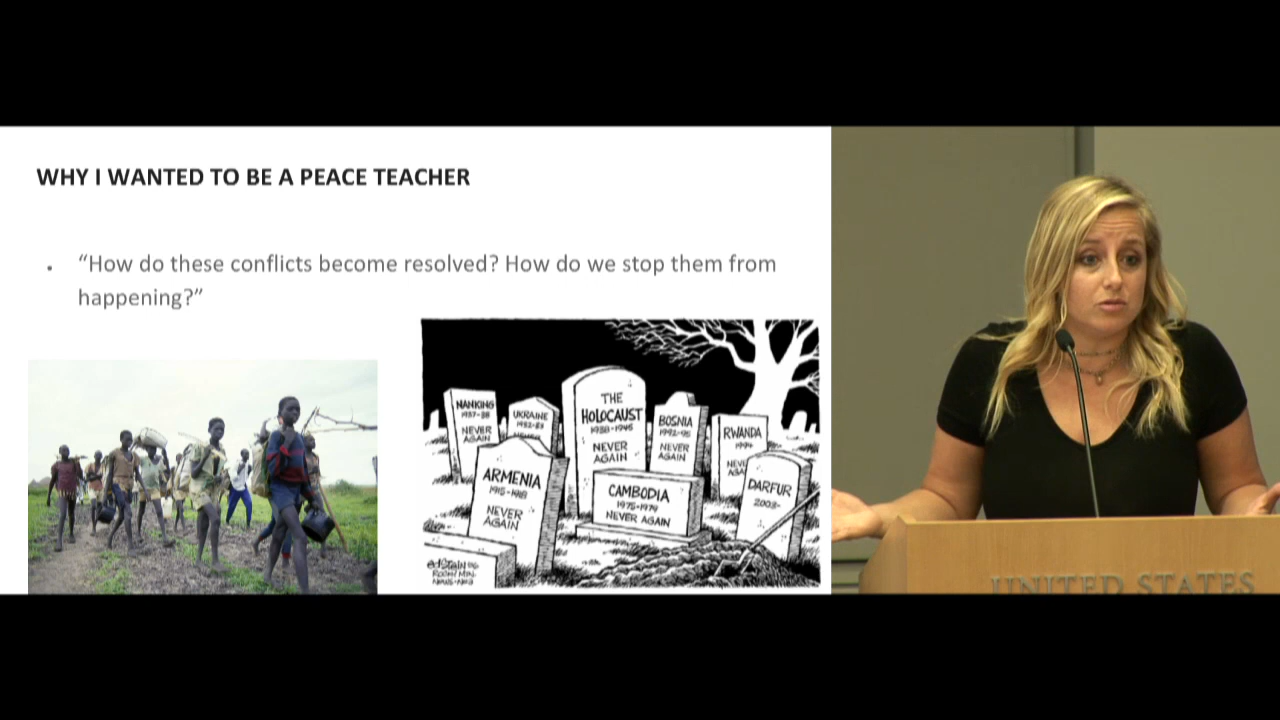 WHY I WANTED TO BE A PEACE TEACHER
“How do these conflicts become resolved? How do we stop them from
happening?”
NANKING
1937-38
NEVER
AGAIN
UKRAINE
1932-33
THE
HOLOCAUST
1938-1945
NEVER
AGAIN
BOSNIA
1992-95
NEVER
AGAIN
RWANDA
1994
ARMENIA
1915-1918
NEVER
AGAIN
CAMBODIA
1975-1979
NEVER AGAIN
DARFUR
2003-
UNITED STATES